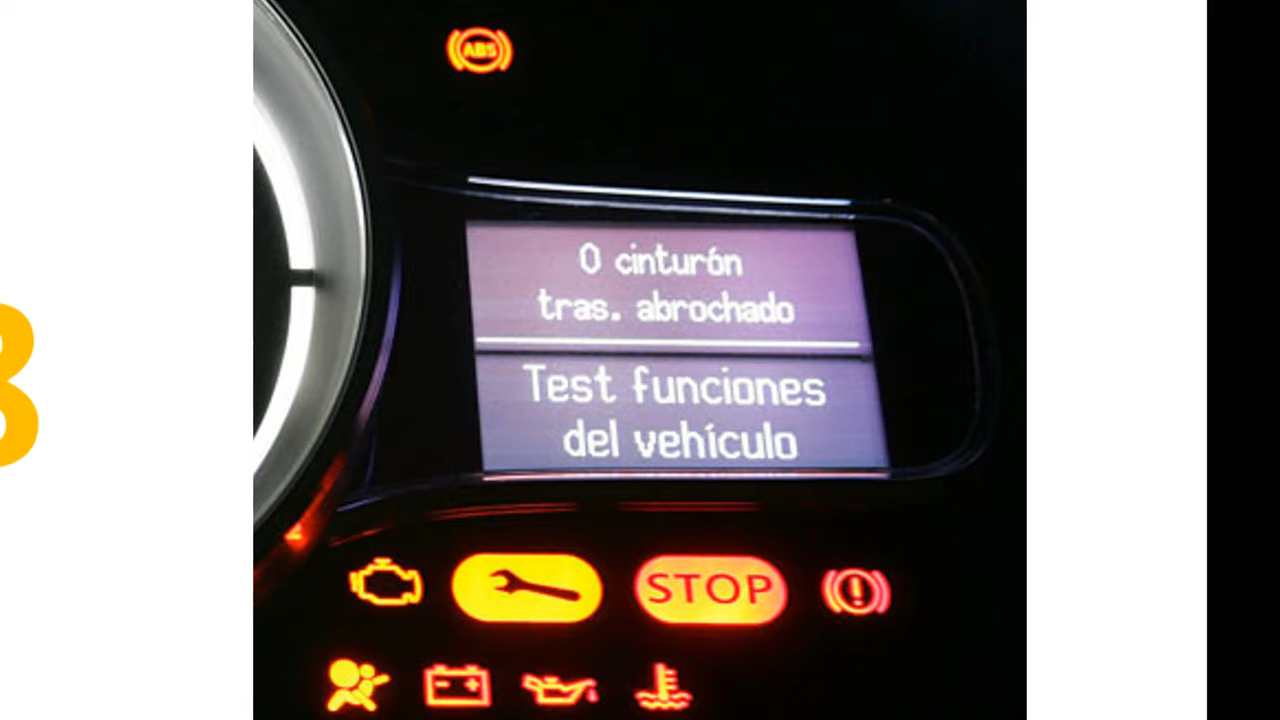 ABS
0 cinturón
tras. abrochado
Test funciones
del vehículo
STOP